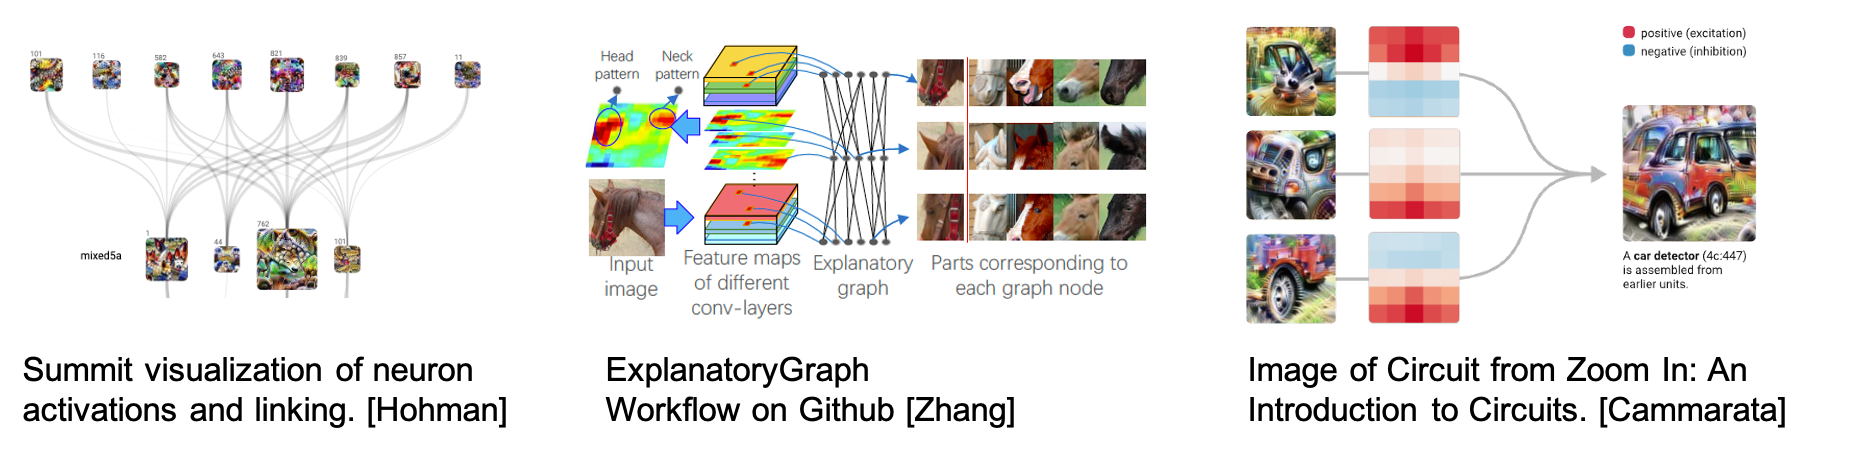 101
116
582
643
821
839
857
11
1
44
762
101
mixed5a
Summit visualization of neuron
activations and linking. [Hohman]
Head
pattern
Neck
pattern
Input
image
Feature maps
of different
conv-layers
Explanatory
graph
Parts corresponding to
each graph node
ExplanatoryGraph
Workflow on Github [Zhang]
positive (excitation)
negative (inhibition)
A car detector (4c:447)
is assembled from
earlier units.
Image of Circuit from Zoom In: An
Introduction to Circuits. [Cammarata]